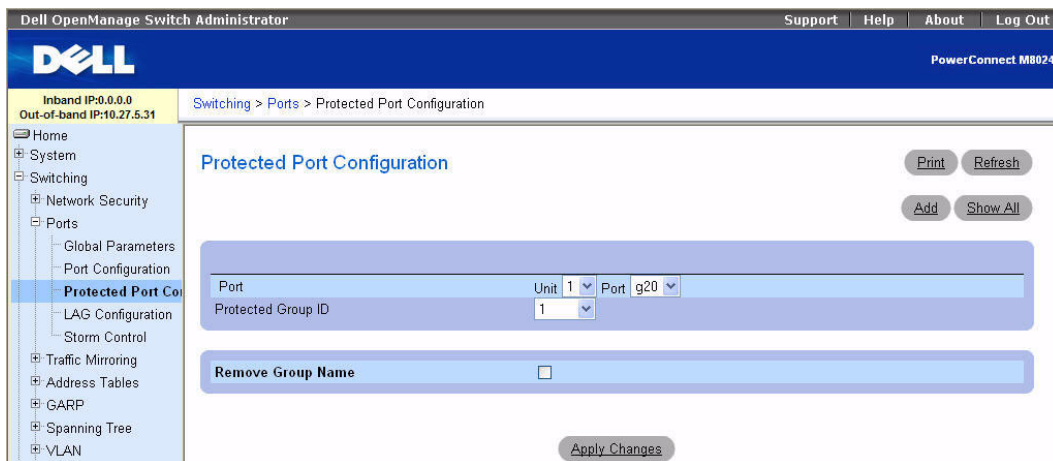 Dell OpenManage Switch Administrator
Support Help About Log Out
DELL
PowerConnect M8024
Inband IP:0.0.0.0
Out-of-band IP:10.27.5.31
Switching > Ports > Protected Port Configuration
Home
System
Switching
Network Security
Ports
Global Parameters
Port Configuration
Protected Port Co
LAG Configuration
Storm Control
Traffic Mirroring
Address Tables
GARP
Spanning Tree
VLAN
Protected Port Configuration
Print Refresh
Add Show All
Port Unit 1 Port g20
Protected Group ID 1
Remove Group Name
Apply Changes